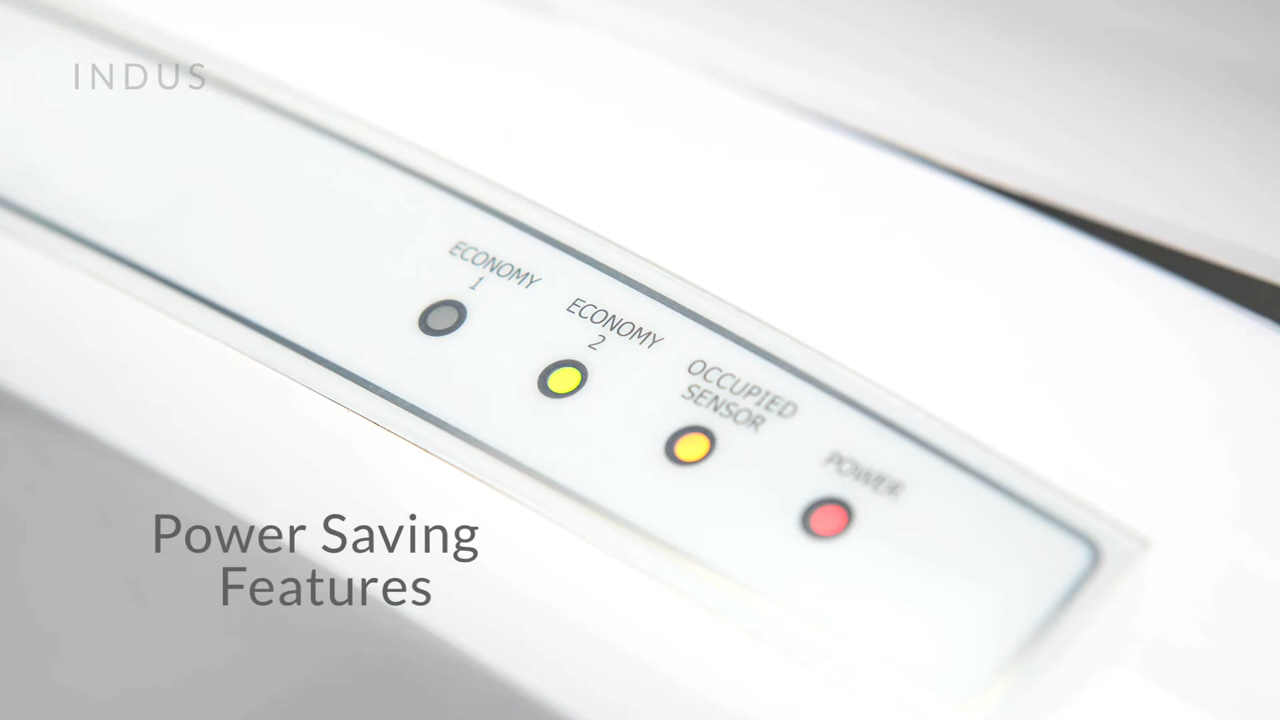 INDUS
ECONOMY
1
ECONOMY
2
OCCUPIED
SENSOR
POWER
Power Saving
Features